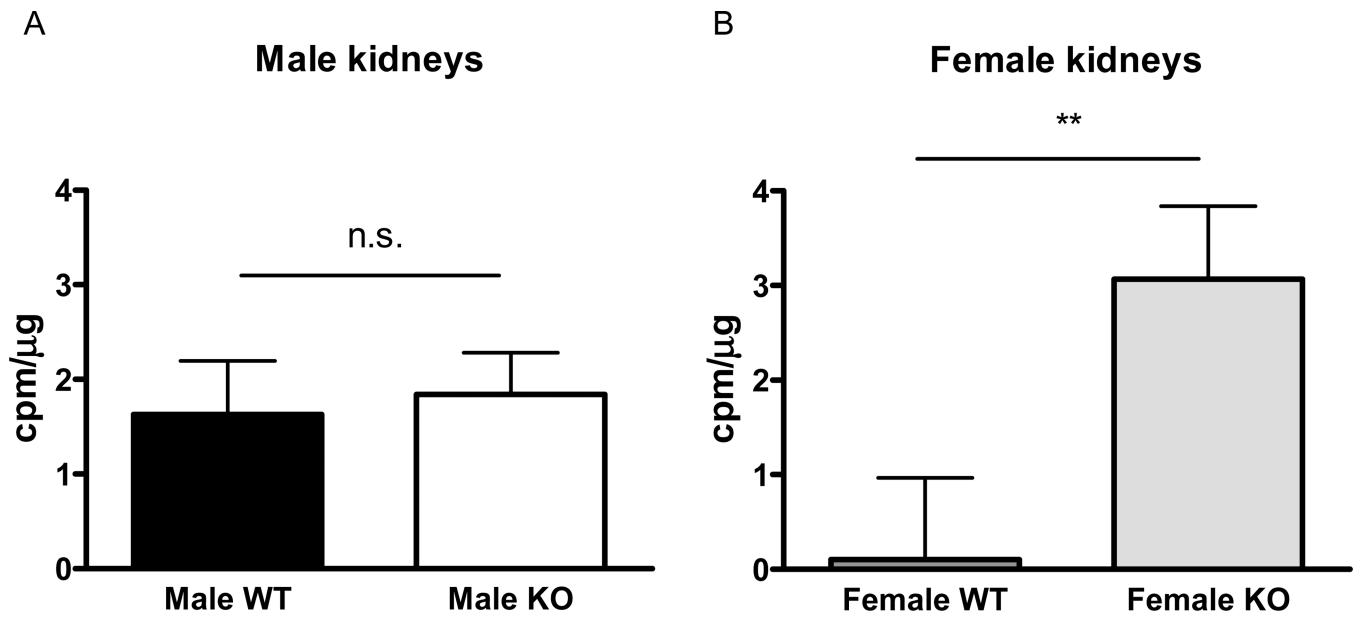 A
Male kidneys
4
3
2
1
0
cpm/μg
n.s.
Male WT
Male KO
B
Female kidneys
**
4
3
2
1
0
cpm/μg
Female WT
Female KO